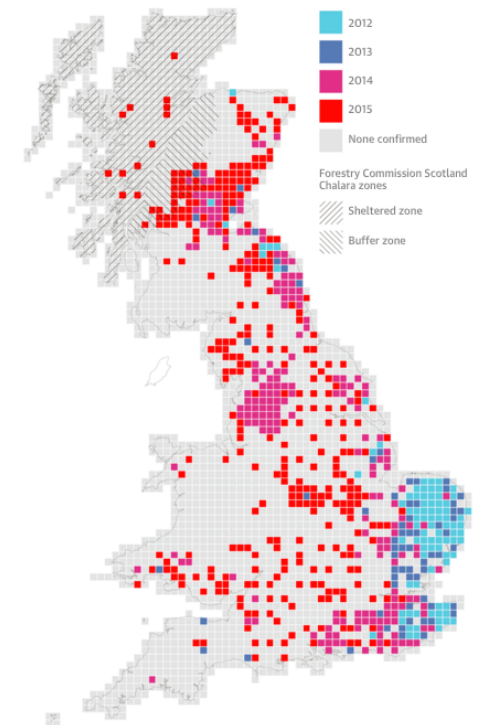 2012
2013
2014
2015
None confirmed
Forestry Commission Scotland
Chalara zones
Sheltered zone
Buffer zone